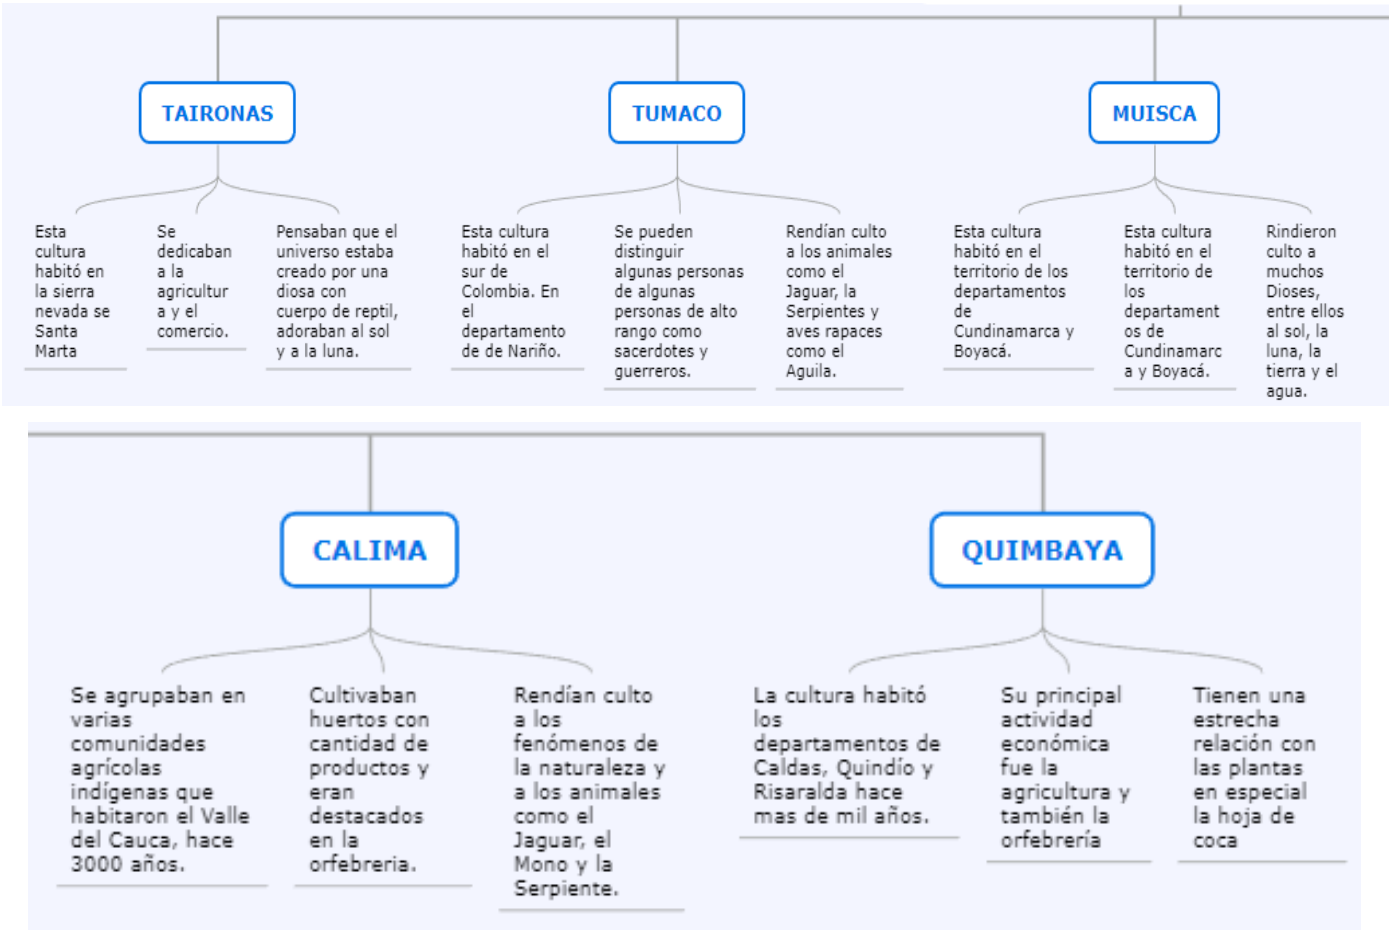 TAIRONAS
Esta
cultura
habitó en
la sierra
nevada se
Santa
Marta
Se
dedicaban
a la
agricultur
a y el
comercio.
Pensaban que el
universo estaba
creado por una
diosa con
cuerpo de reptil,
adoraban al sol
y a la luna.
TUMACO
Esta cultura
habitó en el
sur de
Colombia. En
el
departamento
de de Nariño.
Se pueden
distinguir
algunas personas
de algunas
personas de alto
rango como
sacerdotes y
guerreros.
Rendían culto
a los animales
como el
Jaguar, la
Serpientes y
aves rapaces
como el
Aguila.
MUISCA
Esta cultura
habitó en el
territorio de los
departamentos
de
Cundinamarca y
Boyacá.
Esta cultura
habitó en el
territorio de
los
departament
os de
Cundinamarc
a y Boyacá.
Rindieron
culto a
muchos
Dioses,
entre ellos
al sol, la
luna, la
tierra y el
agua.
CALIMA
Se agrupaban en
varias
comunidades
agrícolas
indígenas que
habitaron el Valle
del Cauca, hace
3000 años.
Cultivaban
huertos con
cantidad de
productos y
eran
destacados
en la
orfebreria.
Rendían culto
a los
fenómenos de
la naturaleza y
a los animales
como el
Jaguar, el
Mono y la
Serpiente.
QUIMBAYA
La cultura habitó
los
departamentos de
Caldas, Quindío y
Risaralda hace
mas de mil años.
Su principal
actividad
económica
fue la
agricultura y
también la
orfebrería
Tienen una
estrecha
relación con
las plantas
en especial
la hoja de
coca